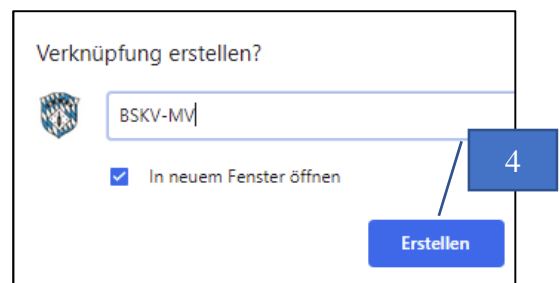 Verknüpfung erstellen?
BSKV-MV
4
In neuem Fenster öffnen
Erstellen